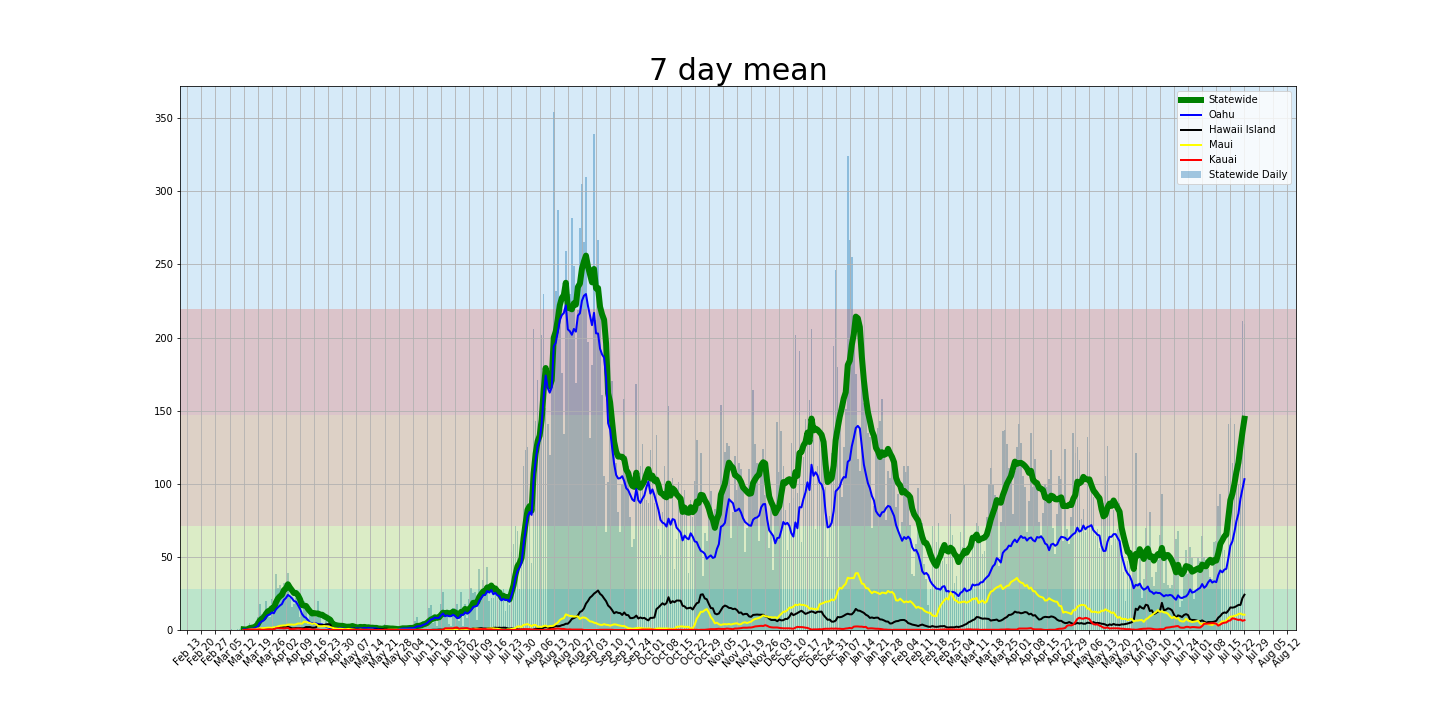 7 day mean
350
300
250
200
150
100
50
0
Statewide
Oahu
Hawaii Island
Maui
Kauai
Statewide Daily
Feb 13
Feb 20
Feb 27
Mar 05
Mar 12
Mar 19
Mar 26
Apr 02
Apr 09
Apr 16
Apr 23
Apr 30
May 07
May 14
May 21
May 28
Jun 04
Jun 11
Jun 18
Jun 25
Jul 02
Jul 09
Jul 16
Jul 23
Jul 30
Aug 06
Aug 13
Aug 20
Aug 27
Sep 03
Sep 10
Sep 17
Sep 24
Oct 01
Oct 08
Oct 15
Oct 22
Oct 29
Nov 05
Nov 12
Nov 19
Nov 26
Dec 03
Dec 10
Dec 17
Dec 24
Dec 31
Jan 07
Jan 14
Jan 21
Jan 28
Feb 04
Feb 11
Feb 18
Feb 25
Mar 04
Mar 11
Mar 18
Mar 25
Apr 01
Apr 08
Apr 15
Apr 22
Apr 29
May 06
May 13
May 20
May 27
Jun 03
Jun 10
Jun 17
Jun 24
Jul 01
Jul 08
Jul 15
Jul 22
Jul 29
Aug 05
Aug 12